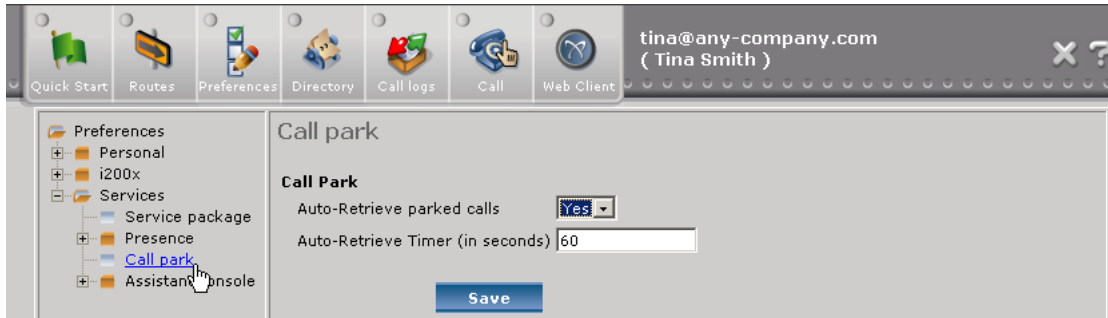 tina@any-company.com
( Tina Smith )
Quick Start Routes Preferences Directory Call logs Call Web Client
Preferences
Personal
i200x
Services
Service package
Presence
Call park
Assistant Console
Call park
Call Park
Auto-Retrieve parked calls Yes
Auto-Retrieve Timer (in seconds) 60
Save